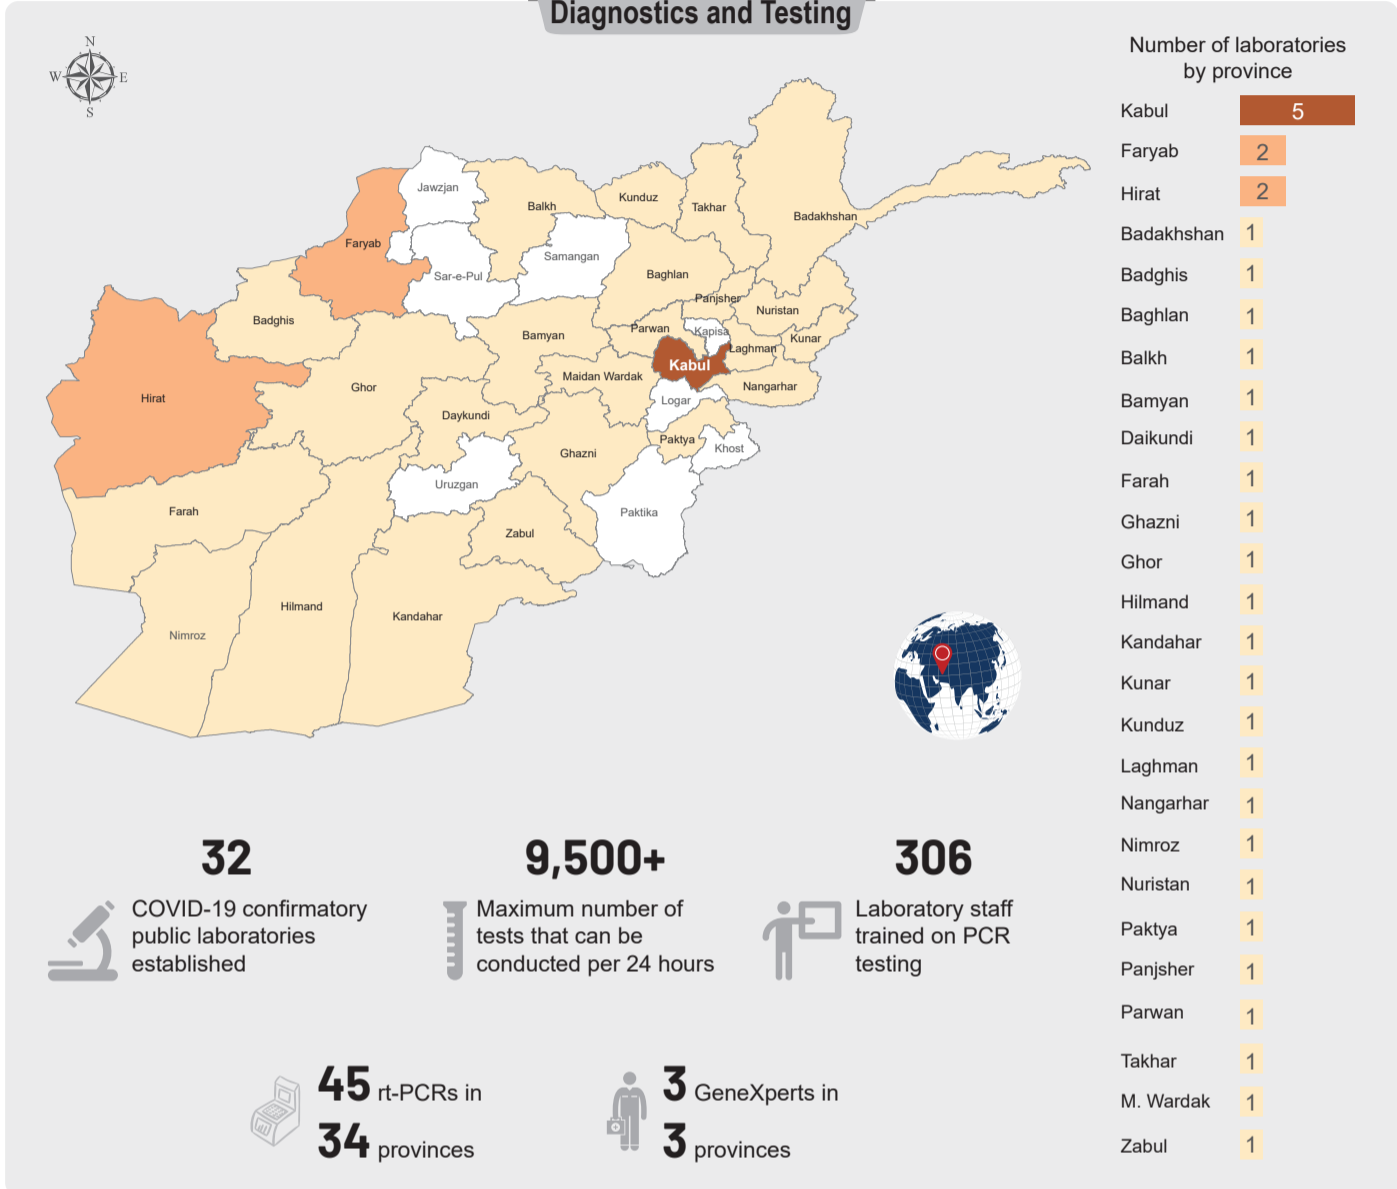 Diagnostics and Testing
N
W
E
S
Jawzjan
Balkh
Kunduz
Takhar
Badakhshan
Faryab
Sar-e-Pul
Samangan
Baghlan
Panjsher
Nuristan
Badghis
Bamyan
Parwan
Kapisa
Laghman
Kunar
Kabul
Hirat
Ghor
Maidan Wardak
Nangarhar
Logar
Daykundi
Paktya
Khost
Ghazni
Uruzgan
Paktika
Farah
Zabul
Hilmand
Kandahar
Nimroz
Number of laboratories
by province
Kabul 5
Faryab 2
Hirat 2
Badakhshan 1
Badghis 1
Baghlan 1
Balkh 1
Bamyan 1
Daikundi 1
Farah 1
Ghazni 1
Ghor 1
Hilmand 1
Kandahar 1
Kunar 1
Kunduz 1
Laghman 1
Nangarhar 1
Nimroz 1
Nuristan 1
Paktya 1
Panjsher 1
Parwan 1
Takhar 1
M. Wardak 1
Zabul 1
32
COVID-19 confirmatory
public laboratories
established
9,500+
Maximum number of
tests that can be
conducted per 24 hours
306
Laboratory staff
trained on PCR
testing
45 rt-PCRs in
34 provinces
3 GeneXperts in
3 provinces